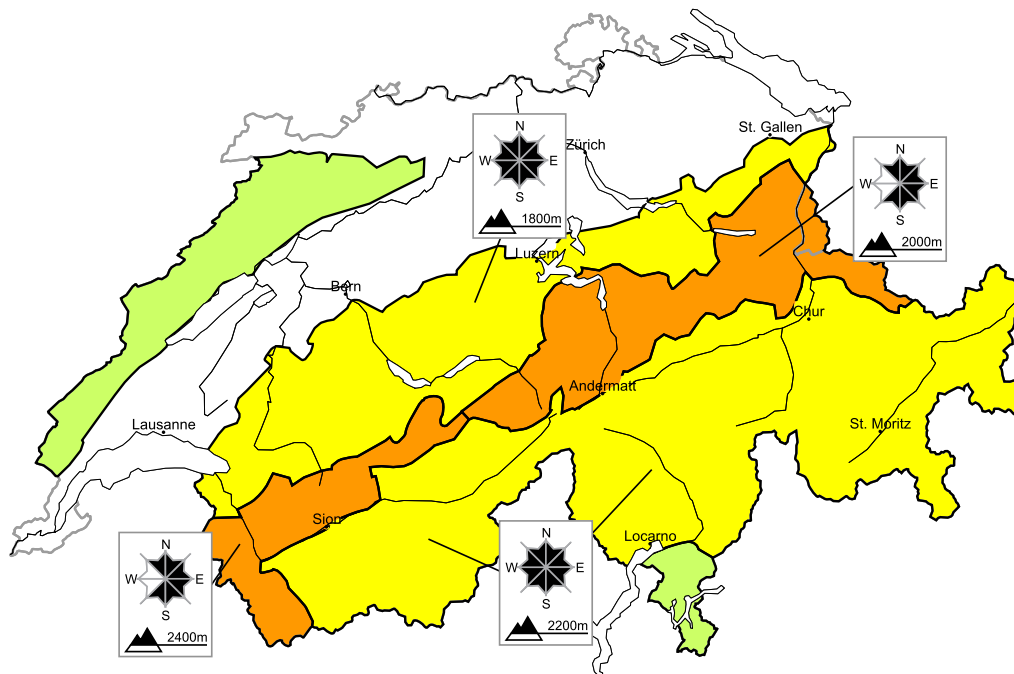 St. Gallen
N
Zürich
W E
S
1800m
N
W E
S
2000m
Luzern
Bern
Chur
Andermatt
Lausanne
St. Moritz
Sion
N
W E
S
2400m
N
W E
S
2200m
Locarno